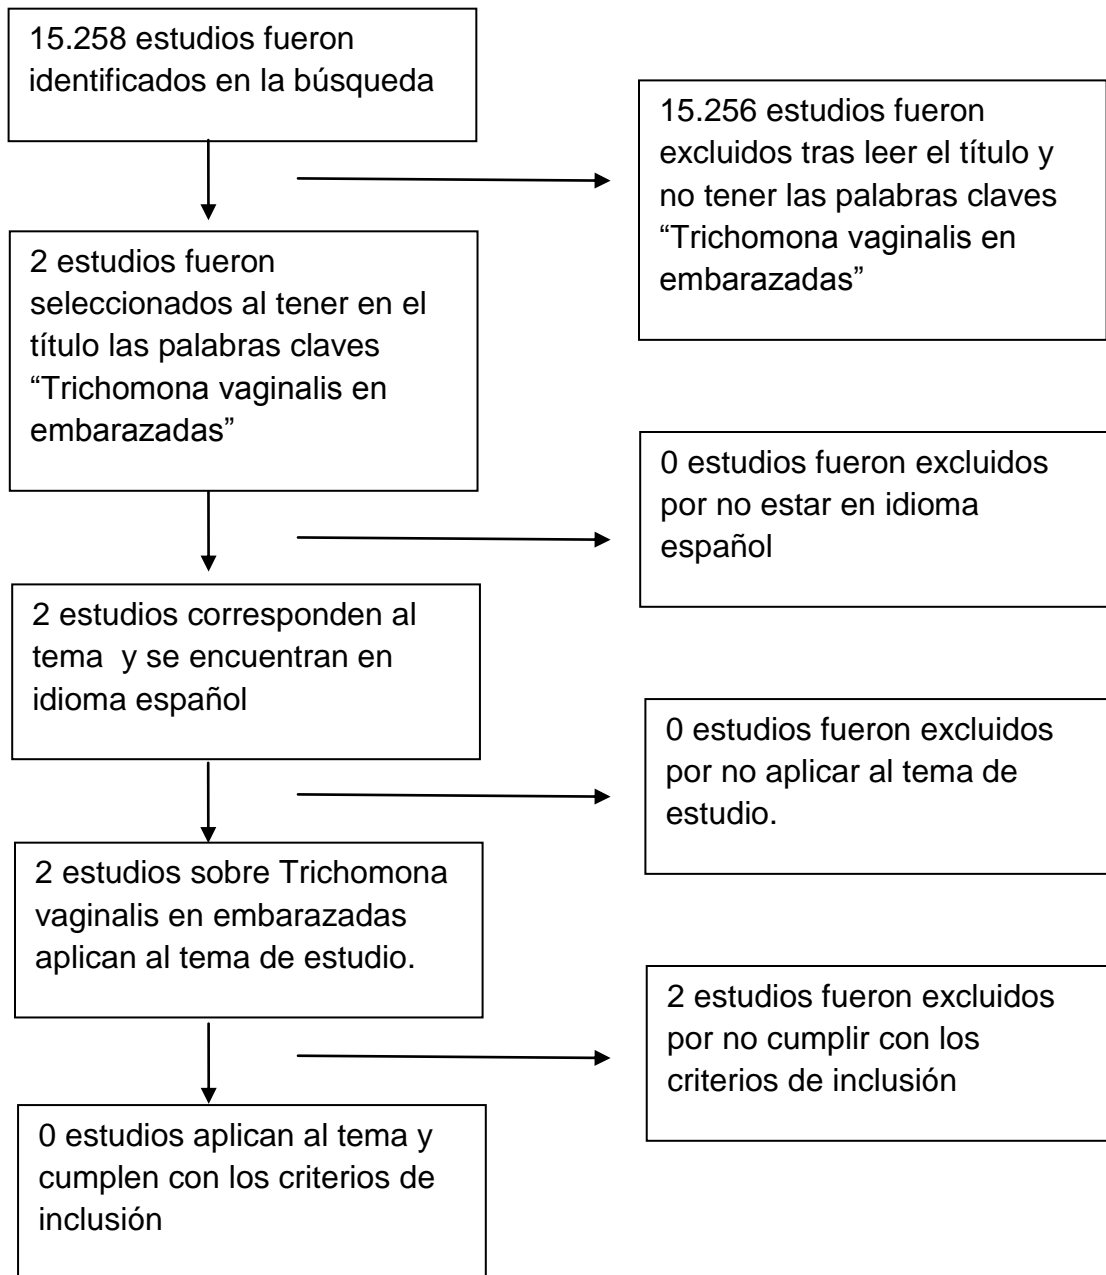 15.258 estudios fueron
identificados en la búsqueda
15.256 estudios fueron
excluidos tras leer el título y
no tener las palabras claves
“Trichomona vaginalis en
embarazadas”
2 estudios fueron
seleccionados al tener en el
título las palabras claves
“Trichomona vaginalis en
embarazadas”
0 estudios fueron excluidos
por no estar en idioma
español
2 estudios corresponden al
tema y se encuentran en
idioma español
0 estudios fueron excluidos
por no aplicar al tema de
estudio.
2 estudios sobre Trichomona
vaginalis en embarazadas
aplican al tema de estudio.
2 estudios fueron excluidos
por no cumplir con los
criterios de inclusión
0 estudios aplican al tema y
cumplen con los criterios de
inclusión